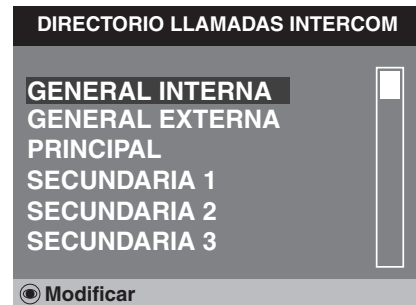 DIRECTORIO LLAMADAS INTERCOM
GENERAL INTERNA
GENERAL EXTERNA
PRINCIPAL
SECUNDARIA 1
SECUNDARIA 2
SECUNDARIA 3
Modificar